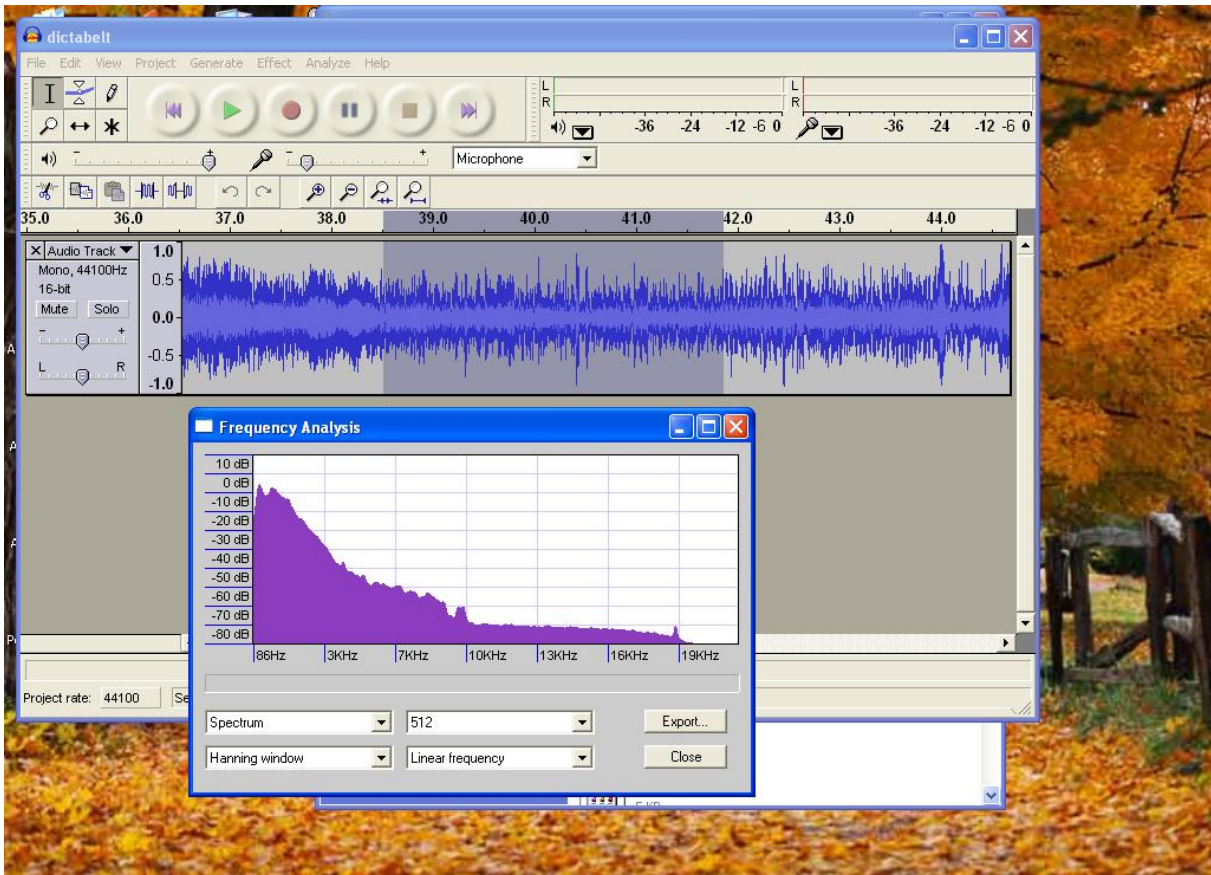 dictabelt
File Edit View Project Generate Effect Analyze Help
L
R
-36 -24 -12 -6 0
L
R
-36 -24 -12 -6 0
- +
- +
Microphone
35.0 36.0 37.0 38.0 39.0 40.0 41.0 42.0 43.0 44.0
Audio Track
Mono, 44100Hz
16-bit
Mute Solo
- +
L R
1.0
0.5
0.0
-0.5
-1.0
Frequency Analysis
10 dB
0 dB
-10 dB
-20 dB
-30 dB
-40 dB
-50 dB
-60 dB
-70 dB
-80 dB
86Hz 3KHz 7KHz 10KHz 13KHz 16KHz 19KHz
Spectrum 512 Export...
Hanning window Linear frequency Close
Project rate: 44100 Se